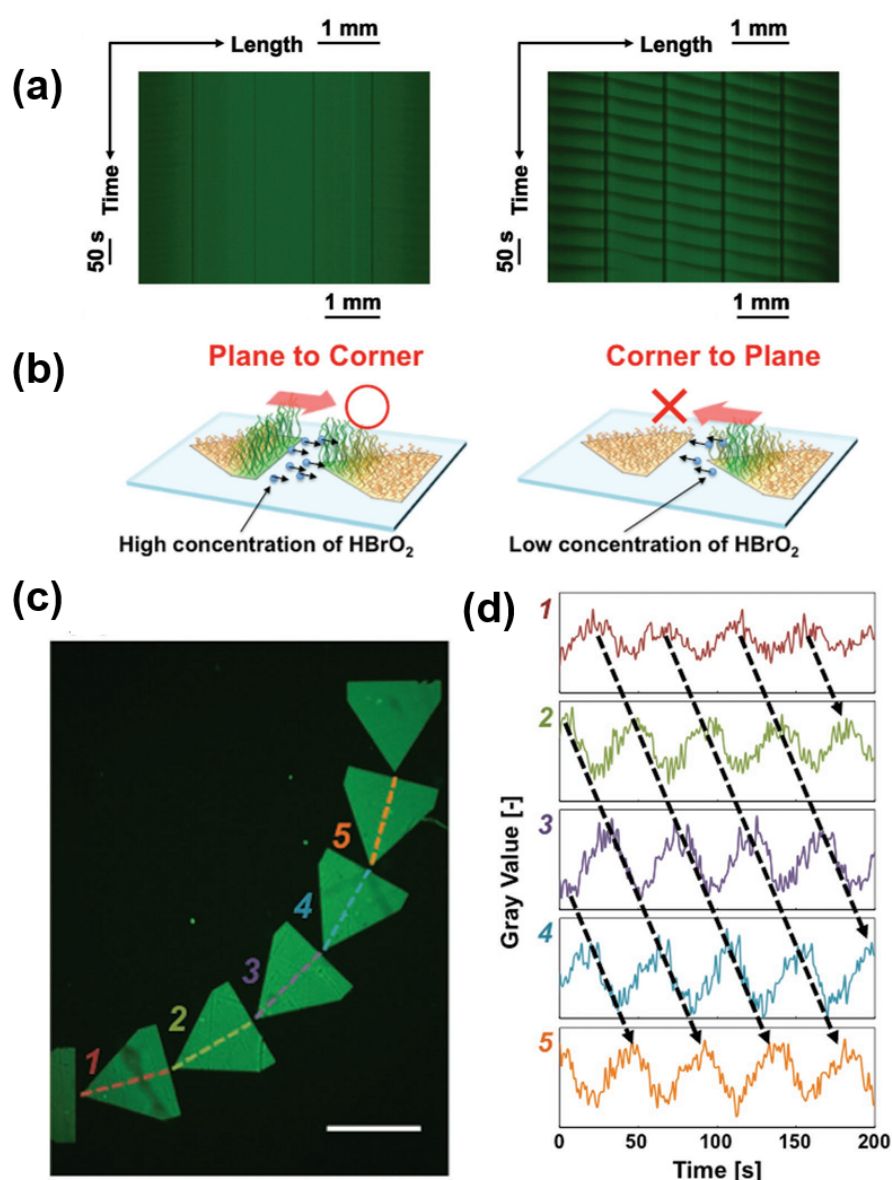 1 mm
1 mm
Length
Length
(a)
Time
Time
50 s
50 s
1 mm
1 mm
(b)
Plane to Corner
Corner to Plane
High concentration of HBrO₂
Low concentration of HBrO₂
(c)
(d)
1
2
3
4
5
1
2
3
4
5
Gray Value [-]
0
50
100
150
200
Time [s]